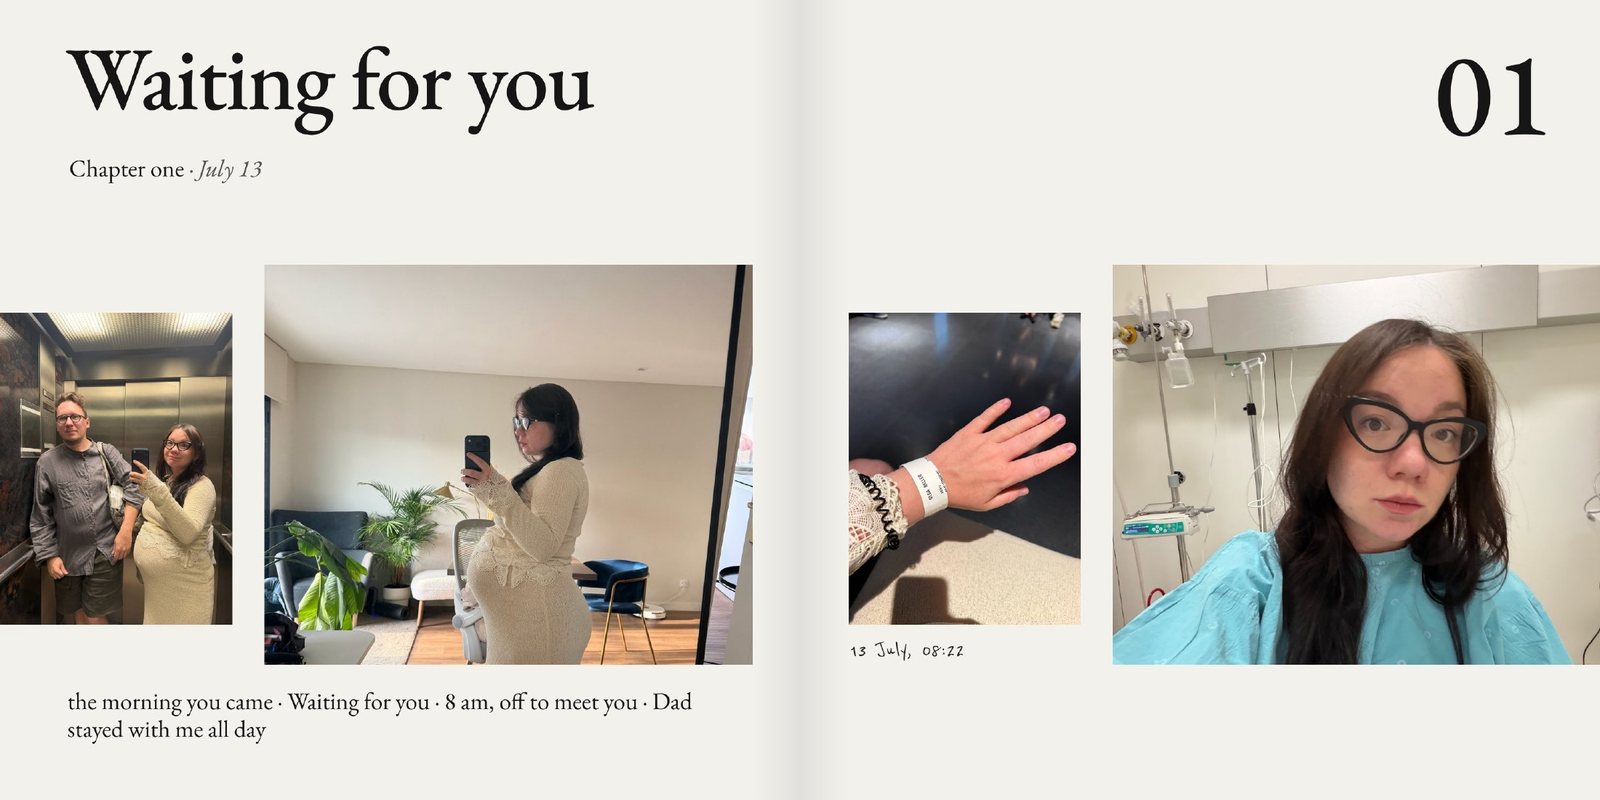 Waiting for you
01
Chapter one · July 13
13 July, 08:22
the morning you came · Waiting for you · 8 am, off to meet you · Dad
stayed with me all day